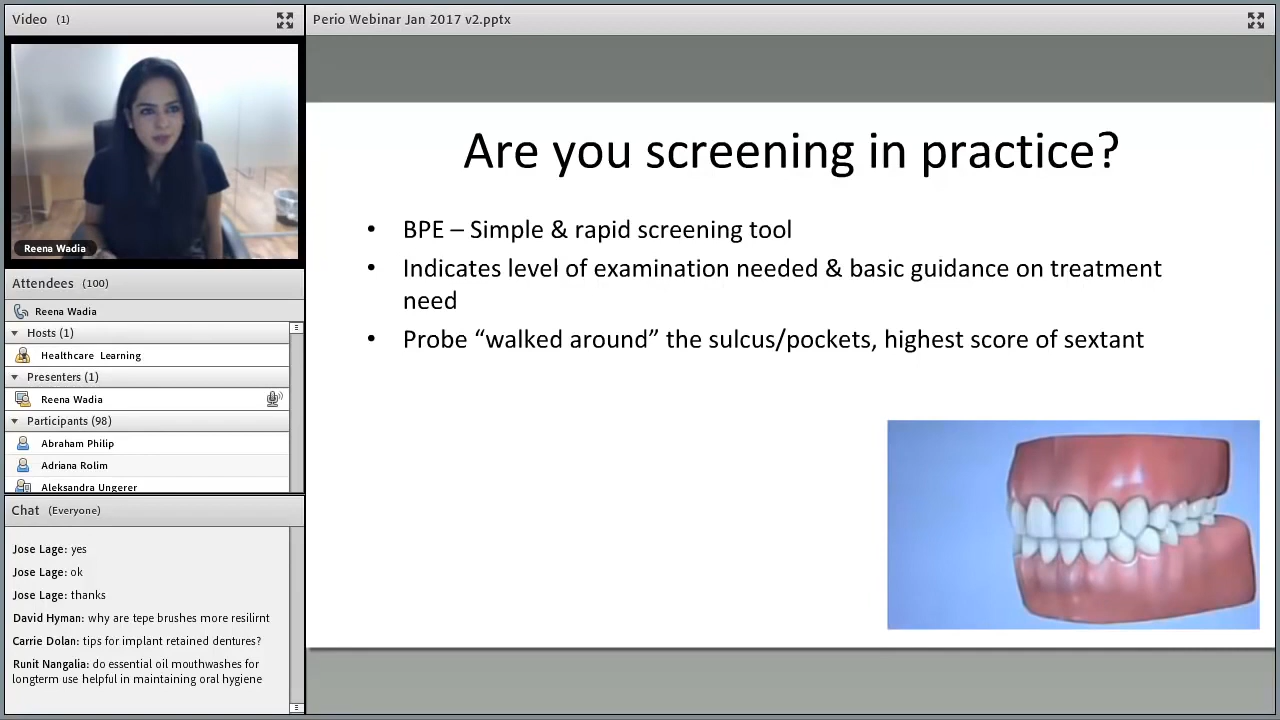 Video (1)
Perio Webinar Jan 2017 v2.pptx
Reena Wadia
Attendees (100)
Reena Wadia
Hosts (1)
Healthcare Learning
Presenters (1)
Reena Wadia
Participants (98)
Abraham Philip
Adriana Rolim
Aleksandra Ungerer
Chat (Everyone)
Jose Lage: yes
Jose Lage: ok
Jose Lage: thanks
David Hyman: why are tepe brushes more resilirnt
Carrie Dolan: tips for implant retained dentures?
Runit Nangalia: do essential oil mouthwashes for
longterm use helpful in maintaining oral hygiene
Are you screening in practice?
• BPE – Simple & rapid screening tool
• Indicates level of examination needed & basic guidance on treatment
need
• Probe “walked around” the sulcus/pockets, highest score of sextant